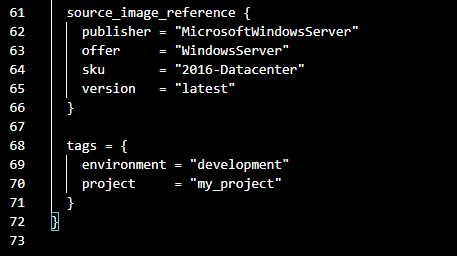 61 source_image_reference {
62 publisher = "MicrosoftWindowsServer"
63 offer     = "WindowsServer"
64 sku       = "2016-Datacenter"
65 version   = "latest"
66 }
67
68 tags = {
69 environment = "development"
70 project     = "my_project"
71 }
72 }
73